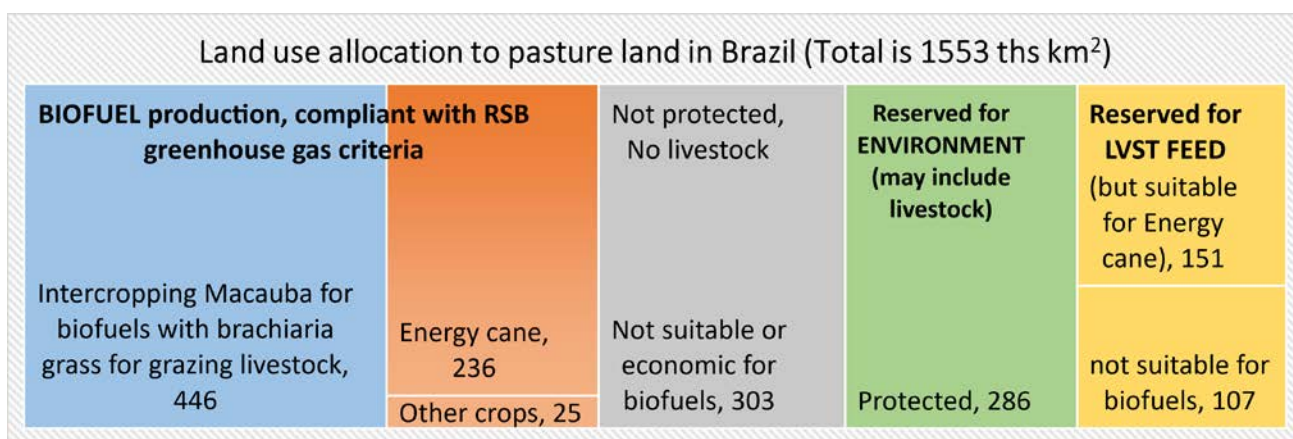 Land use allocation to pasture land in Brazil (Total is 1553 ths km²)
BIOFUEL production, compliant with RSB
greenhouse gas criteria
Intercropping Macauba for
biofuels with brachiaria
grass for grazing livestock,
446
Energy cane,
236
Other crops, 25
Not protected,
No livestock
Not suitable or
economic for
biofuels, 303
Reserved for
ENVIRONMENT
(may include
livestock)
Protected, 286
Reserved for
LVST FEED
(but suitable
for Energy
cane), 151
not suitable for
biofuels, 107